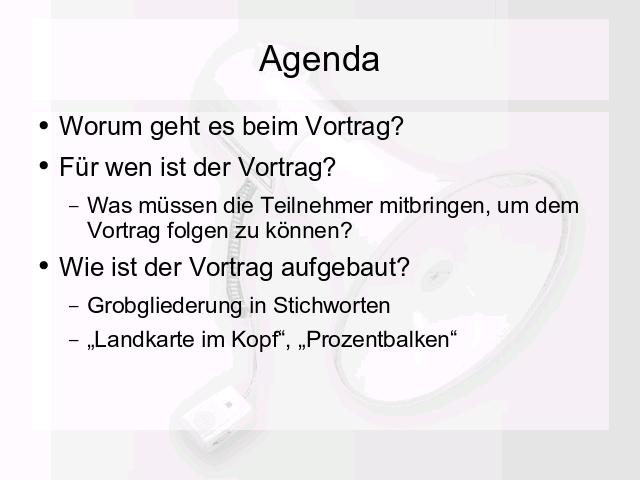 Agenda
• Worum geht es beim Vortrag?
• Für wen ist der Vortrag?
– Was müssen die Teilnehmer mitbringen, um dem
Vortrag folgen zu können?
• Wie ist der Vortrag aufgebaut?
– Grobgliederung in Stichworten
– „Landkarte im Kopf“, „Prozentbalken“